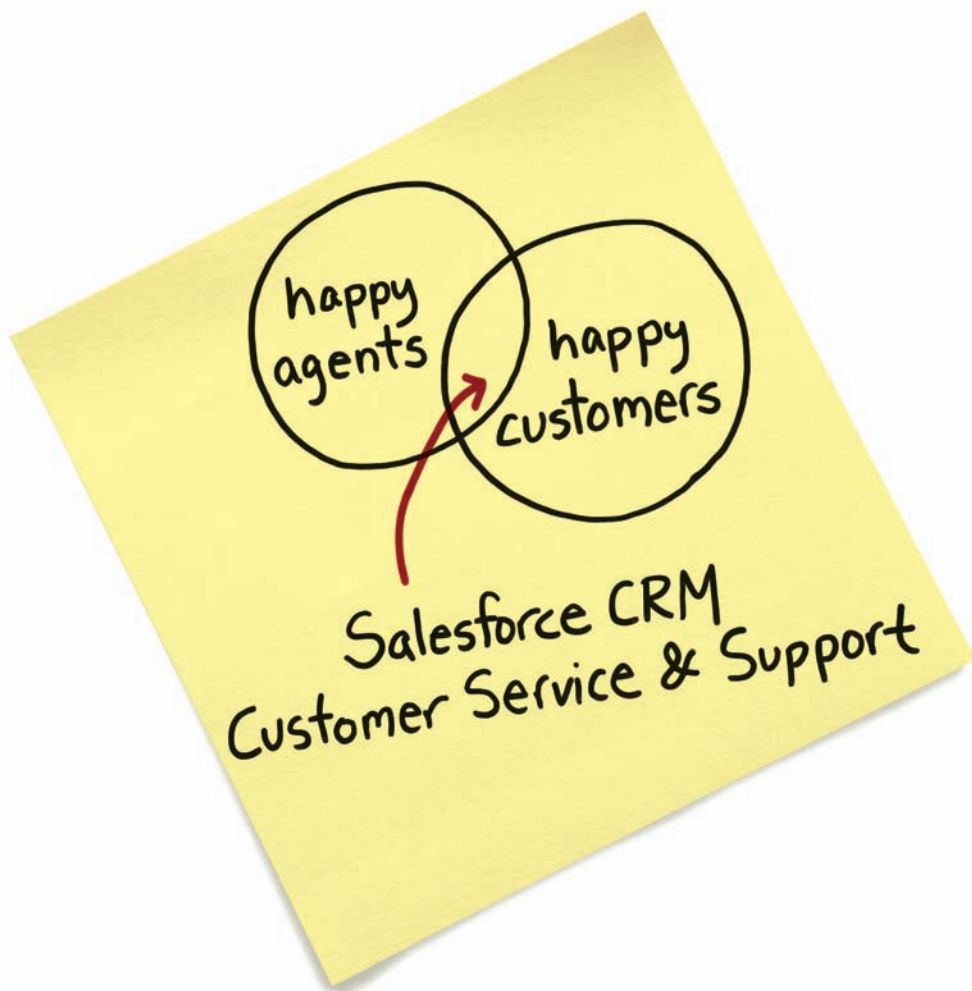 happy
agents
happy
customers
Salesforce CRM
Customer Service & Support